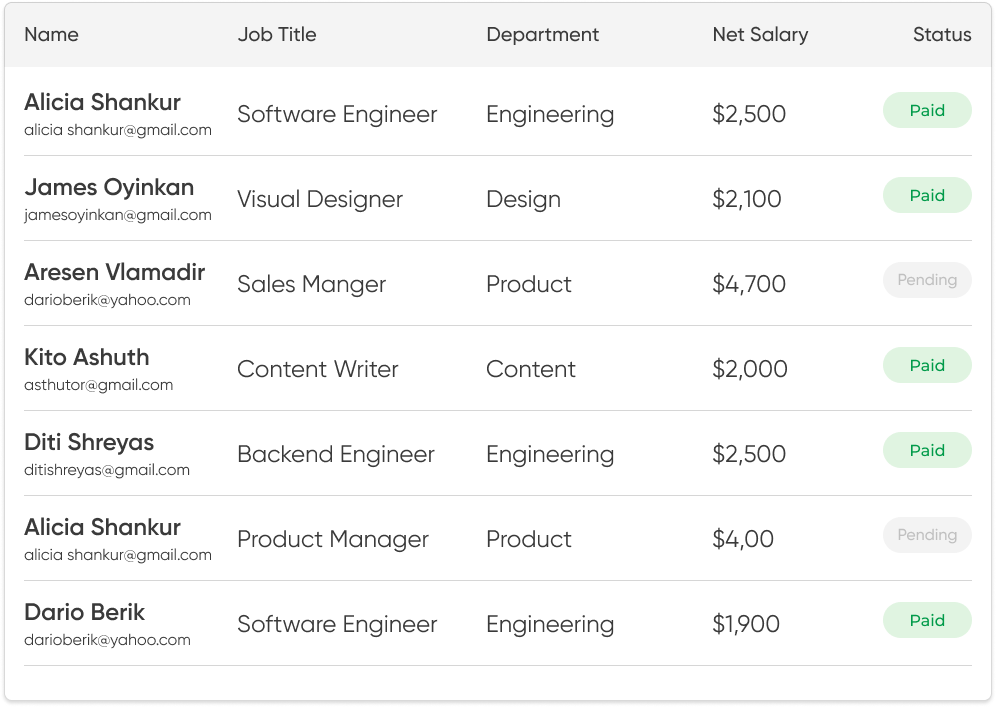 Name Job Title Department Net Salary Status
Alicia Shankur
alicia shankur@gmail.com
Software Engineer Engineering $2,500 Paid
James Oyinkan
jamesoyinkan@gmail.com
Visual Designer Design $2,100 Paid
Aresen Vlamadir
darioberik@yahoo.com
Sales Manger Product $4,700 Pending
Kito Ashuth
asthutor@gmail.com
Content Writer Content $2,000 Paid
Diti Shreyas
ditishreyas@gmail.com
Backend Engineer Engineering $2,500 Paid
Alicia Shankur
alicia shankur@gmail.com
Product Manager Product $4,00 Pending
Dario Berik
darioberik@yahoo.com
Software Engineer Engineering $1,900 Paid